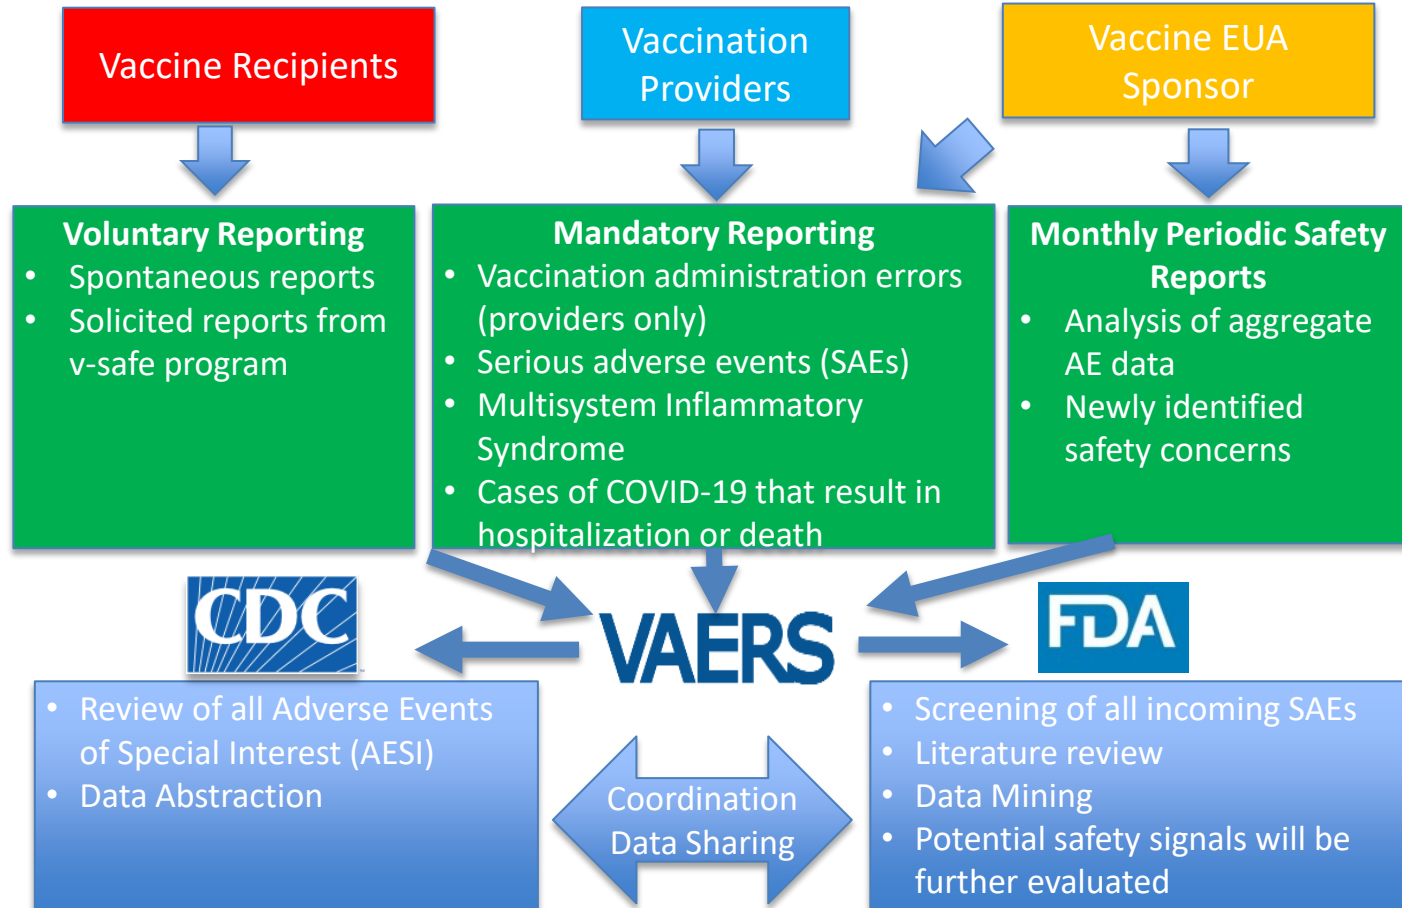 Vaccine Recipients
Vaccination
Providers
Vaccine EUA
Sponsor
Voluntary Reporting
• Spontaneous reports
• Solicited reports from
v-safe program
Mandatory Reporting
• Vaccination administration errors
(providers only)
• Serious adverse events (SAEs)
• Multisystem Inflammatory
Syndrome
• Cases of COVID-19 that result in
hospitalization or death
Monthly Periodic Safety
Reports
• Analysis of aggregate
AE data
• Newly identified
safety concerns
CDC
VAERS
FDA
• Review of all Adverse Events
of Special Interest (AESI)
• Data Abstraction
Coordination
Data Sharing
• Screening of all incoming SAEs
• Literature review
• Data Mining
• Potential safety signals will be
further evaluated